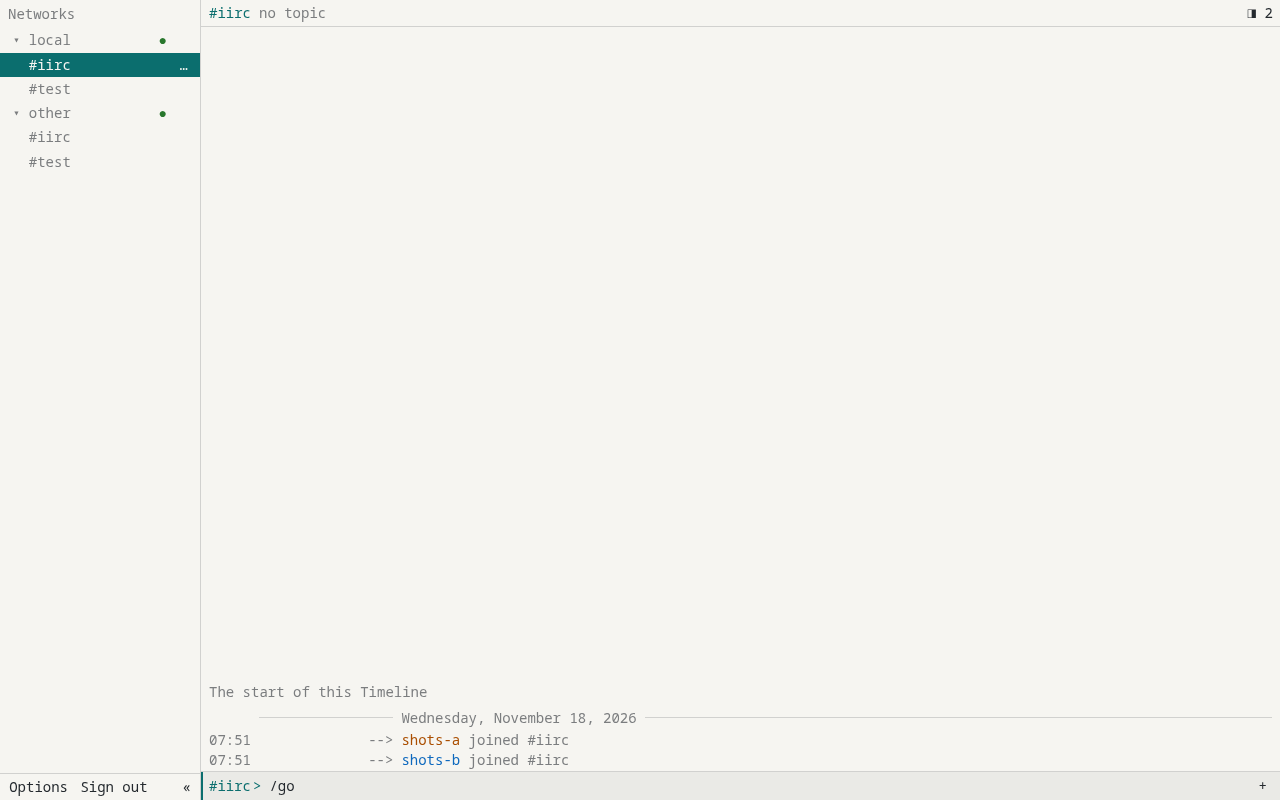 Networks
▾ local ●
#iirc …
#test
▾ other ●
#iirc
#test
Options Sign out «
#iirc no topic ◨ 2
The start of this Timeline
Wednesday, November 18, 2026
07:51 --> shots-a joined #iirc
07:51 --> shots-b joined #iirc
#iirc> /go +